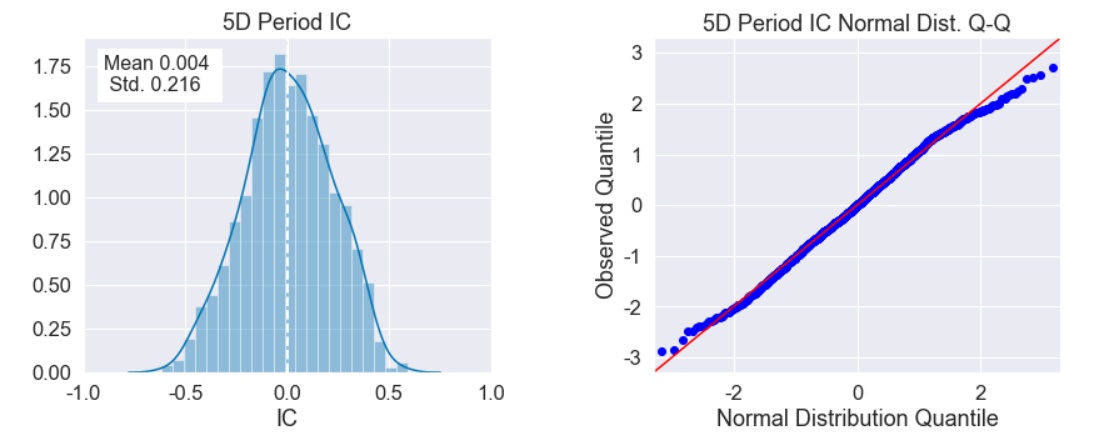 5D Period IC
Mean 0.004
Std. 0.216
1.75
1.50
1.25
1.00
0.75
0.50
0.25
0.00
-1.0 -0.5 0.0 0.5 1.0
IC
5D Period IC Normal Dist. Q-Q
Observed Quantile
3
2
1
0
-1
-2
-3
-2 0 2
Normal Distribution Quantile